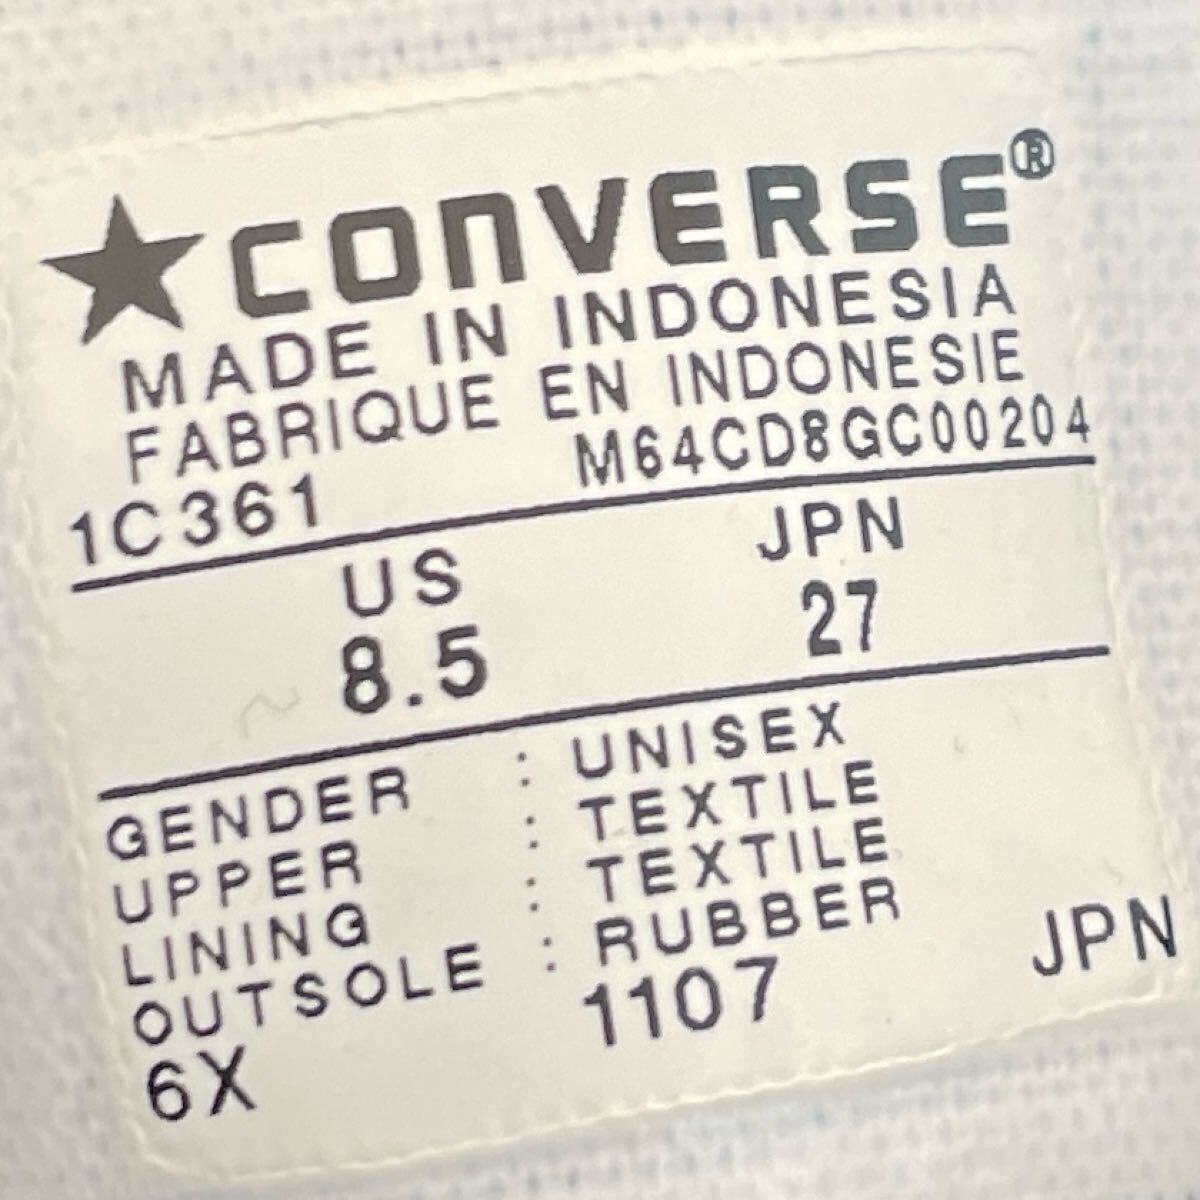 ★CONVERSE®
MADE IN INDONESIA
FABRIQUE EN INDONESIE
1C361 M64CD8GC00204
US JPN
8.5 27
GENDER : UNISEX
UPPER : TEXTILE
LINING : TEXTILE
OUTSOLE : RUBBER
6X 1107 JPN